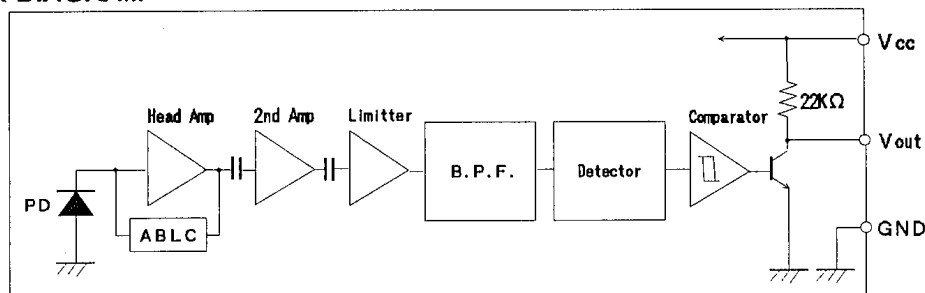 Vcc
22KΩ
Head Amp
2nd Amp
Limitter
Comparator
Vout
B.P.F.
Detector
PD
ABLC
GND